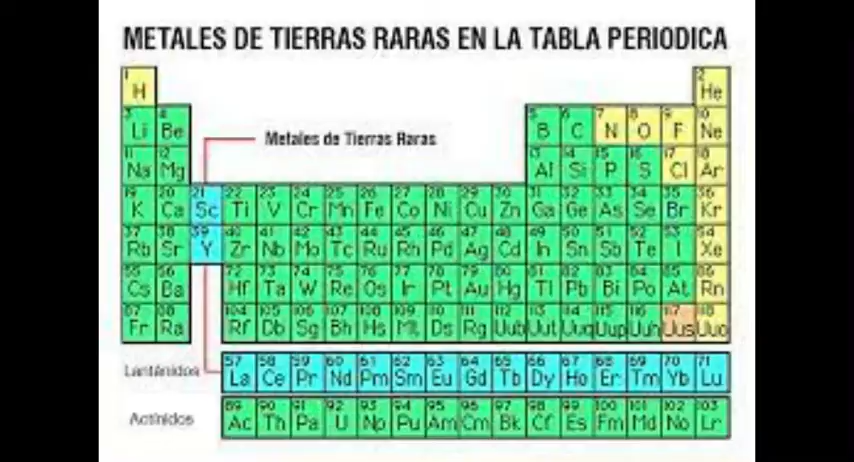 METALES DE TIERRAS RARAS EN LA TABLA PERIODICA
1 H 2 He
3 Li 4 Be 5 B 6 C 7 N 8 O 9 F 10 Ne
Metales de Tierras Raras
11 Na 12 Mg 13 Al 14 Si 15 P 16 S 17 Cl 18 Ar
19 K 20 Ca 21 Sc 22 Ti 23 V 24 Cr 25 Mn 26 Fe 27 Co 28 Ni 29 Cu 30 Zn 31 Ga 32 Ge 33 As 34 Se 35 Br 36 Kr
37 Rb 38 Sr 39 Y 40 Zr 41 Nb 42 Mo 43 Tc 44 Ru 45 Rh 46 Pd 47 Ag 48 Cd 49 In 50 Sn 51 Sb 52 Te 53 I 54 Xe
55 Cs 56 Ba 72 Hf 73 Ta 74 W 75 Re 76 Os 77 Ir 78 Pt 79 Au 80 Hg 81 Tl 82 Pb 83 Bi 84 Po 85 At 86 Rn
87 Fr 88 Ra 104 Rf 105 Db 106 Sg 107 Bh 108 Hs 109 Mt 110 Ds 111 Rg 112 Uub 113 Uut 114 Uuq 115 Uup 116 Uuh 117 Uus 118 Uuo
Lantánidos 57 La 58 Ce 59 Pr 60 Nd 61 Pm 62 Sm 63 Eu 64 Gd 65 Tb 66 Dy 67 Ho 68 Er 69 Tm 70 Yb 71 Lu
Actínidos 89 Ac 90 Th 91 Pa 92 U 93 Np 94 Pu 95 Am 96 Cm 97 Bk 98 Cf 99 Es 100 Fm 101 Md 102 No 103 Lr